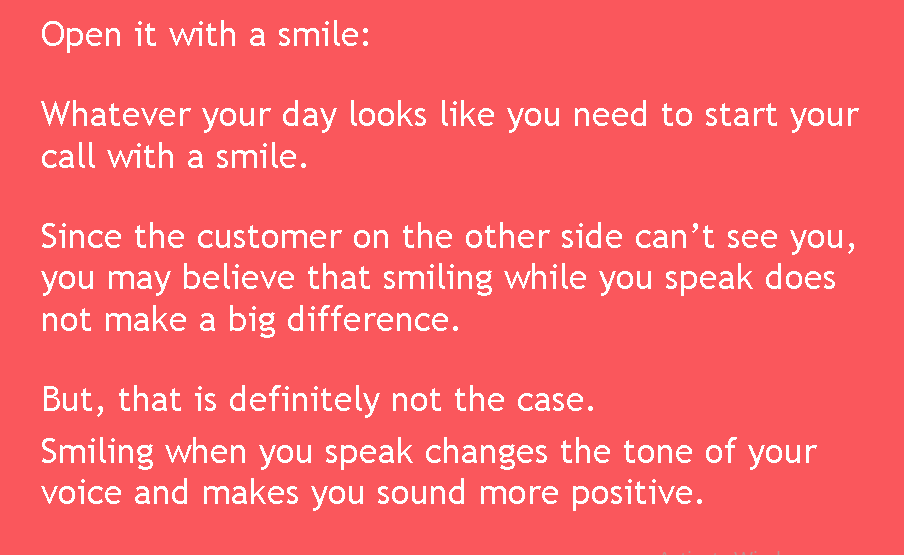 Open it with a smile:
Whatever your day looks like you need to start your
call with a smile.
Since the customer on the other side can’t see you,
you may believe that smiling while you speak does
not make a big difference.
But, that is definitely not the case.
Smiling when you speak changes the tone of your
voice and makes you sound more positive.